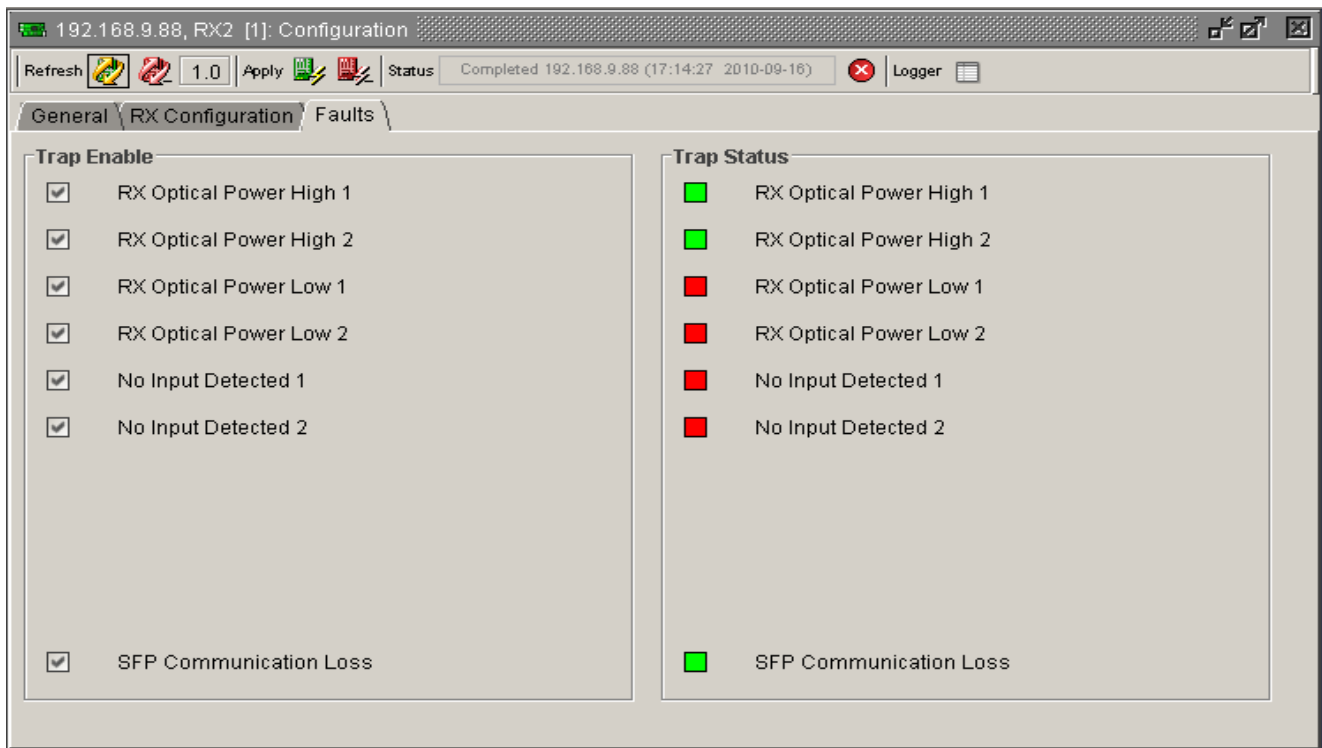 192.168.9.88, RX2 [1]: Configuration
Refresh 1.0 Apply Status Completed 192.168.9.88 (17:14:27 2010-09-16) Logger
General RX Configuration Faults
Trap Enable
RX Optical Power High 1
RX Optical Power High 2
RX Optical Power Low 1
RX Optical Power Low 2
No Input Detected 1
No Input Detected 2
SFP Communication Loss
Trap Status
RX Optical Power High 1
RX Optical Power High 2
RX Optical Power Low 1
RX Optical Power Low 2
No Input Detected 1
No Input Detected 2
SFP Communication Loss